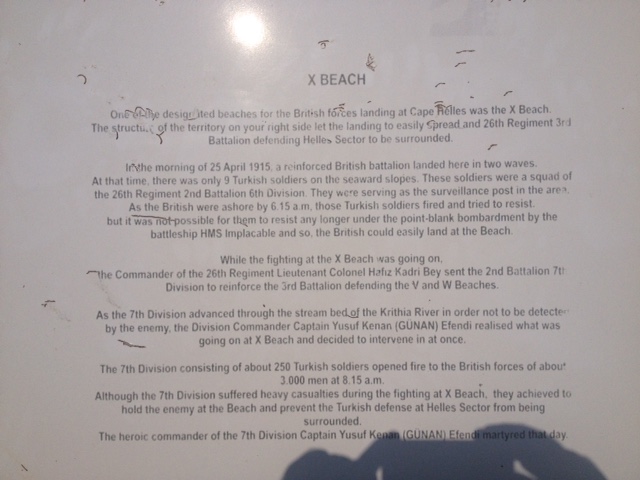 X BEACH
One of the designated beaches for the British forces landing at Cape Helles was the X Beach.
The structure of the territory on your right side let the landing to easily spread and 26th Regiment 3rd
Battalion defending Helles Sector to be surrounded.
In the morning of 25 April 1915, a reinforced British battalion landed here in two waves.
At that time, there was only 9 Turkish soldiers on the seaward slopes. These soldiers were a squad of
the 26th Regiment 2nd Battalion 6th Division. They were serving as the surveillance post in the area.
As the British were ashore by 6.15 a.m, those Turkish soldiers fired and tried to resist.
but it was not possible for them to resist any longer under the point-blank bombardment by the
battleship HMS Implacable and so, the British could easily land at the Beach.
While the fighting at the X Beach was going on,
the Commander of the 26th Regiment Lieutenant Colonel Hafız Kadri Bey sent the 2nd Battalion 7th
Division to reinforce the 3rd Battalion defending the V and W Beaches.
As the 7th Division advanced through the stream bed of the Krithia River in order not to be detected
by the enemy, the Division Commander Captain Yusuf Kenan (GÜNAN) Efendi realised what was
going on at X Beach and decided to intervene in at once.
The 7th Division consisting of about 250 Turkish soldiers opened fire to the British forces of about
3.000 men at 8.15 a.m.
Although the 7th Division suffered heavy casualties during the fighting at X Beach, they achieved to
hold the enemy at the Beach and prevent the Turkish defense at Helles Sector from being
surrounded.
The heroic commander of the 7th Division Captain Yusuf Kenan (GÜNAN) Efendi martyred that day.